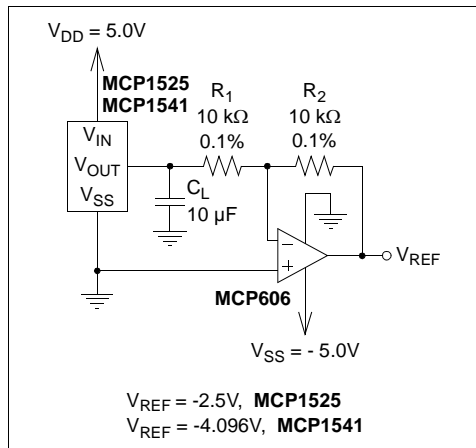 V_DD = 5.0V
MCP1525
MCP1541
V_IN
V_OUT
V_SS
R_1
10 kΩ
0.1%
R_2
10 kΩ
0.1%
C_L
10 µF
−
+
V_REF
MCP606
V_SS = - 5.0V
V_REF = -2.5V, MCP1525
V_REF = -4.096V, MCP1541